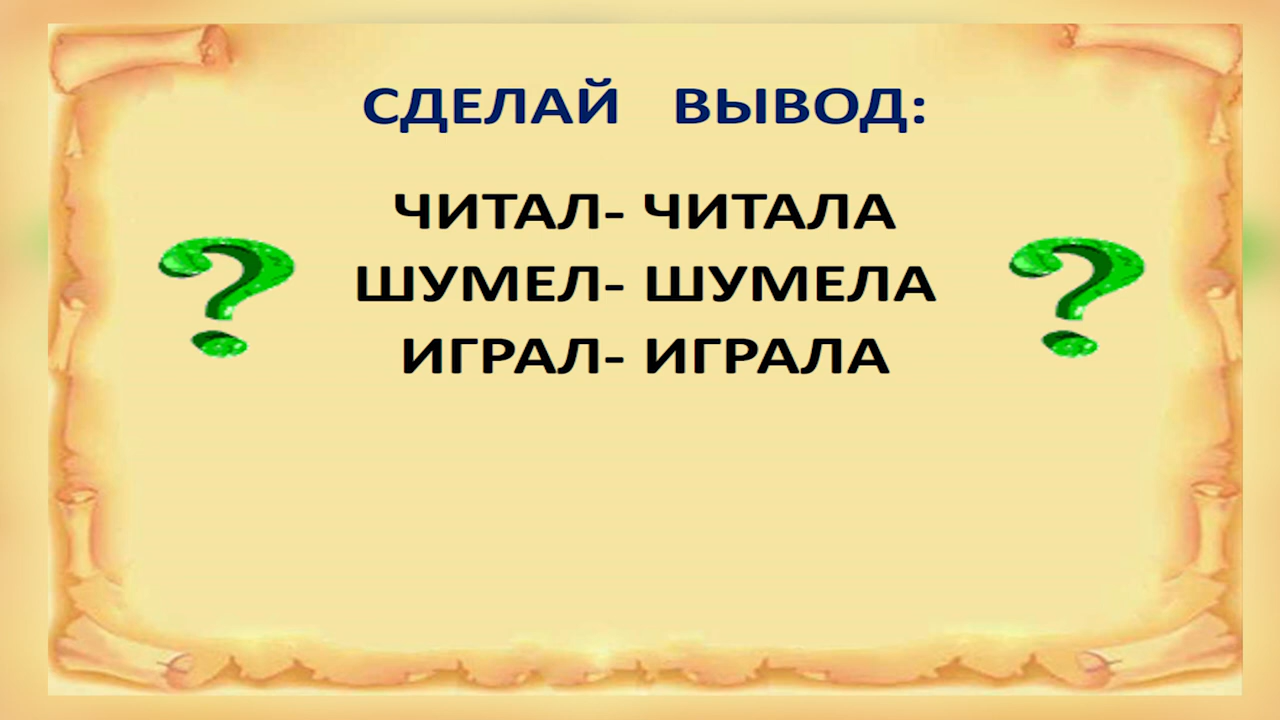 СДЕЛАЙ ВЫВОД:
ЧИТАЛ- ЧИТАЛА
ШУМЕЛ- ШУМЕЛА
ИГРАЛ- ИГРАЛА
? ?